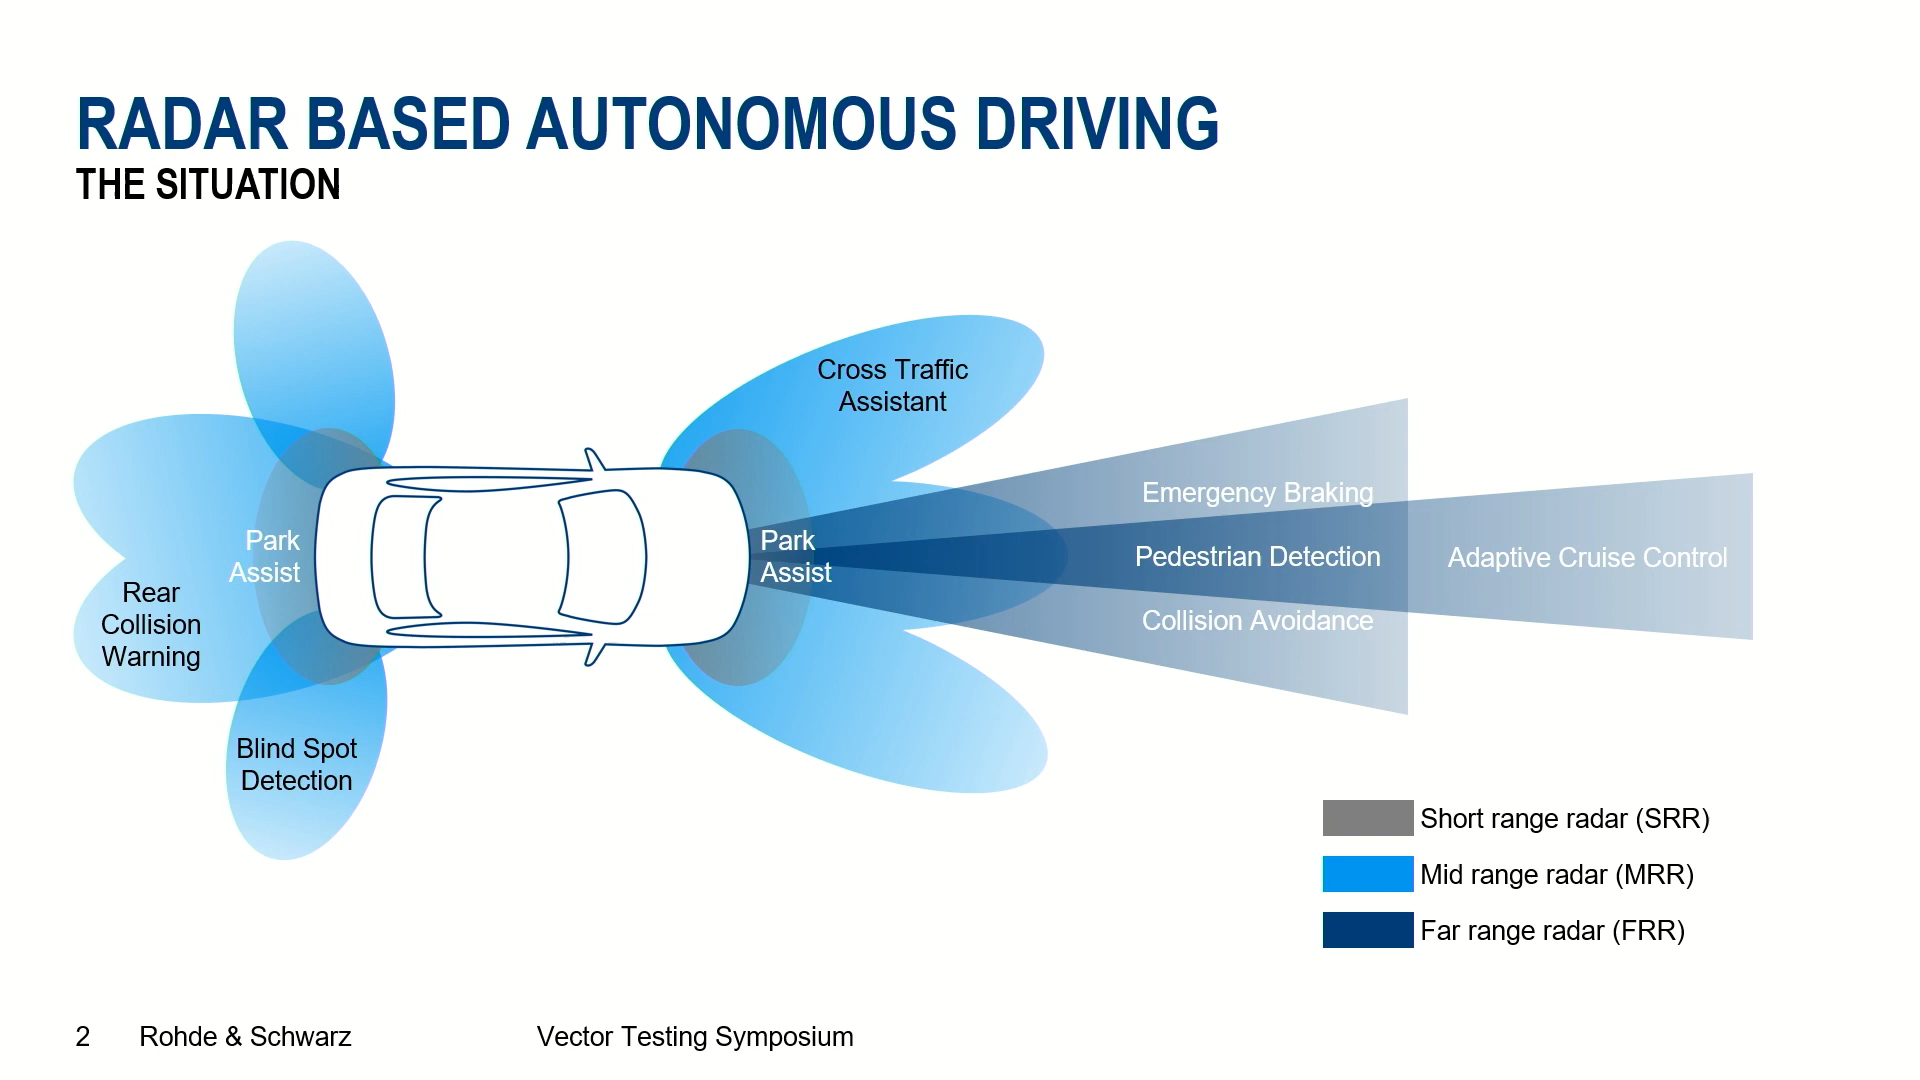 RADAR BASED AUTONOMOUS DRIVING
THE SITUATION
Cross Traffic
Assistant
Emergency Braking
Park
Assist
Park
Assist
Pedestrian Detection
Adaptive Cruise Control
Rear
Collision
Warning
Collision Avoidance
Blind Spot
Detection
Short range radar (SRR)
Mid range radar (MRR)
Far range radar (FRR)
2 Rohde & Schwarz Vector Testing Symposium